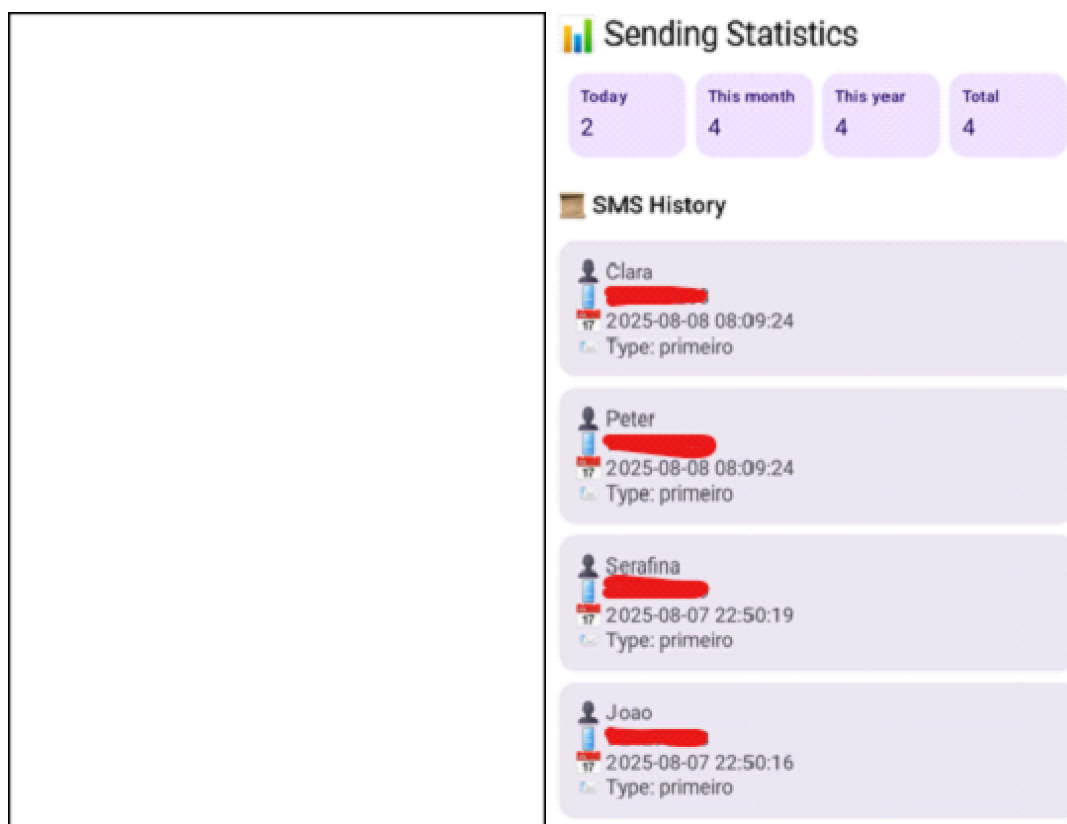 Sending Statistics
Today
2
This month
4
This year
4
Total
4
SMS History
Clara
2025-08-08 08:09:24
Type: primeiro
Peter
2025-08-08 08:09:24
Type: primeiro
Serafina
2025-08-07 22:50:19
Type: primeiro
Joao
2025-08-07 22:50:16
Type: primeiro